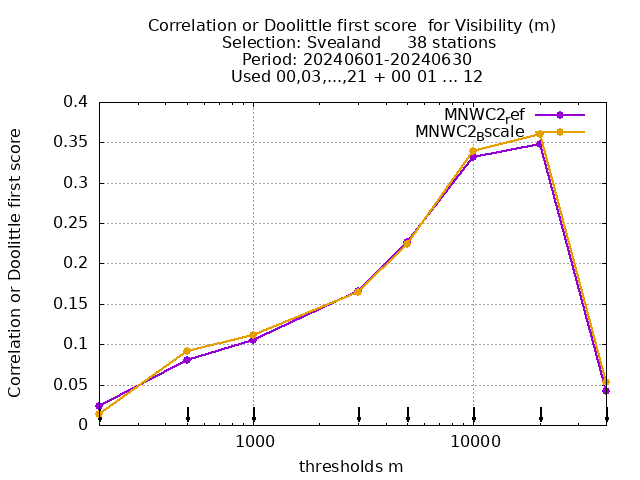 Correlation or Doolittle first score  for Visibility (m)
Selection: Svealand     38 stations
Period: 20240601-20240630
Used 00,03,...,21 + 00 01 ... 12
MNWC2_ref
MNWC2_Bscale
0.4
0.35
0.3
0.25
0.2
0.15
0.1
0.05
0
Correlation or Doolittle first score
1000
10000
thresholds m